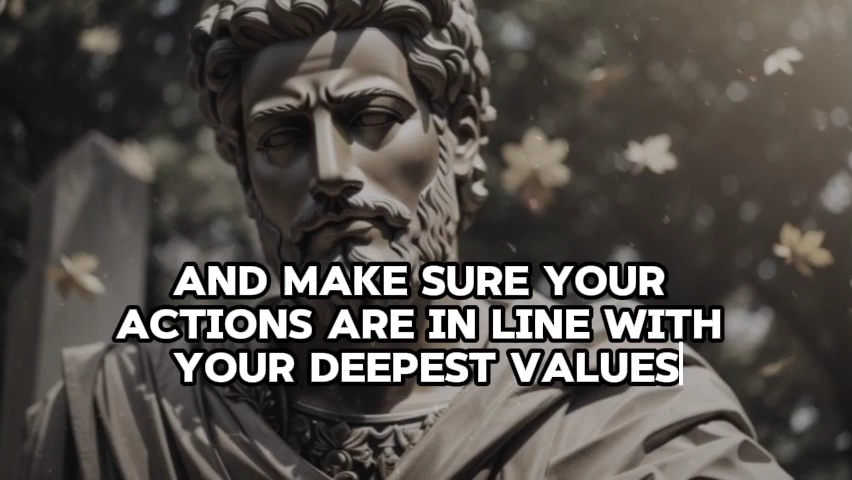 AND MAKE SURE YOUR
ACTIONS ARE IN LINE WITH
YOUR DEEPEST VALUES